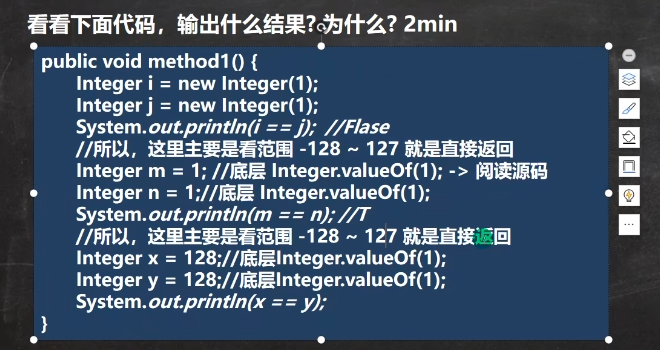 看看下面代码，输出什么结果? 为什么? 2min
public void method1() {
Integer i = new Integer(1);
Integer j = new Integer(1);
System.out.println(i == j); //Flase
//所以，这里主要是看范围 -128 ~ 127 就是直接返回
Integer m = 1; //底层 Integer.valueOf(1); -> 阅读源码
Integer n = 1;//底层 Integer.valueOf(1);
System.out.println(m == n); //T
//所以，这里主要是看范围 -128 ~ 127 就是直接返回
Integer x = 128;//底层Integer.valueOf(1);
Integer y = 128;//底层Integer.valueOf(1);
System.out.println(x == y);
}